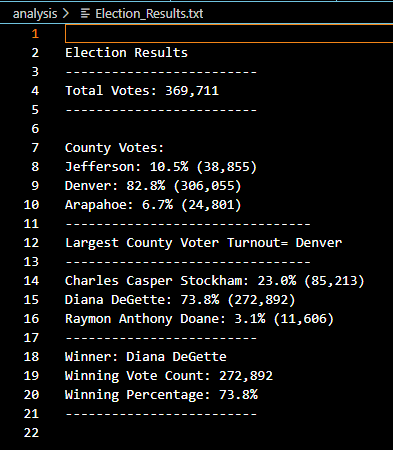 analysis > Election_Results.txt
1
2 Election Results
3 -------------------------
4 Total Votes: 369,711
5 -------------------------
6
7 County Votes:
8 Jefferson: 10.5% (38,855)
9 Denver: 82.8% (306,055)
10 Arapahoe: 6.7% (24,801)
11 --------------------------------
12 Largest County Voter Turnout= Denver
13 --------------------------------
14 Charles Casper Stockham: 23.0% (85,213)
15 Diana DeGette: 73.8% (272,892)
16 Raymon Anthony Doane: 3.1% (11,606)
17 -------------------------
18 Winner: Diana DeGette
19 Winning Vote Count: 272,892
20 Winning Percentage: 73.8%
21 -------------------------
22